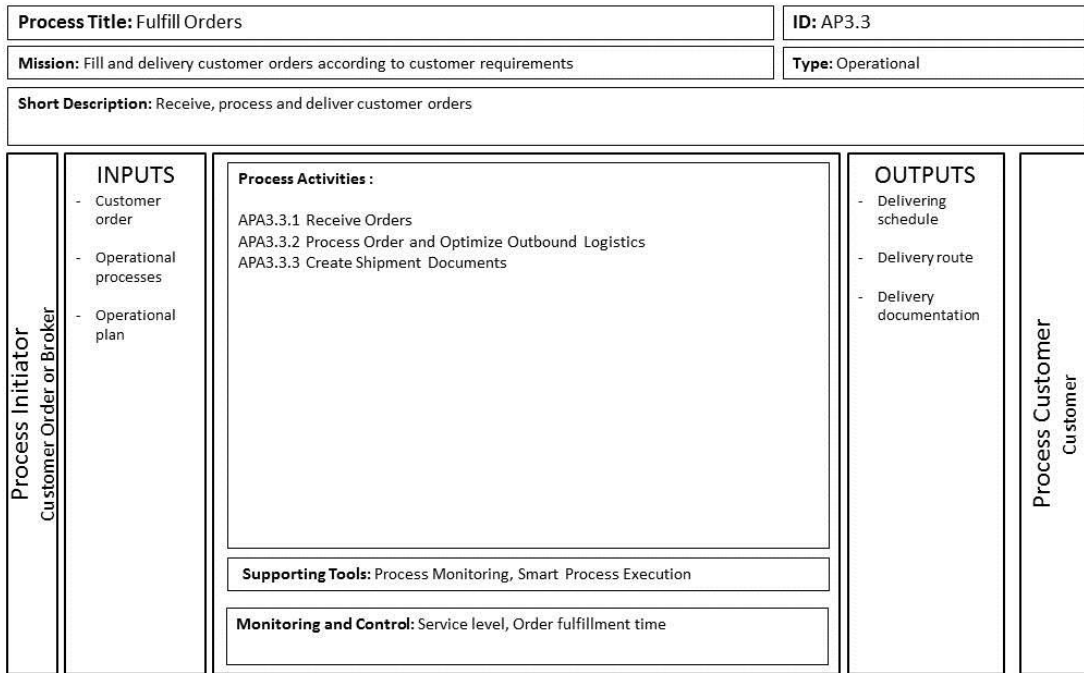 Process Title: Fulfill Orders
ID: AP3.3
Mission: Fill and delivery customer orders according to customer requirements
Type: Operational
Short Description: Receive, process and deliver customer orders
Process Initiator
Customer Order or Broker
INPUTS
- Customer
order
- Operational
processes
- Operational
plan
Process Activities :
APA3.3.1 Receive Orders
APA3.3.2 Process Order and Optimize Outbound Logistics
APA3.3.3 Create Shipment Documents
Supporting Tools: Process Monitoring, Smart Process Execution
Monitoring and Control: Service level, Order fulfillment time
OUTPUTS
- Delivering
schedule
- Delivery route
- Delivery
documentation
Process Customer
Customer